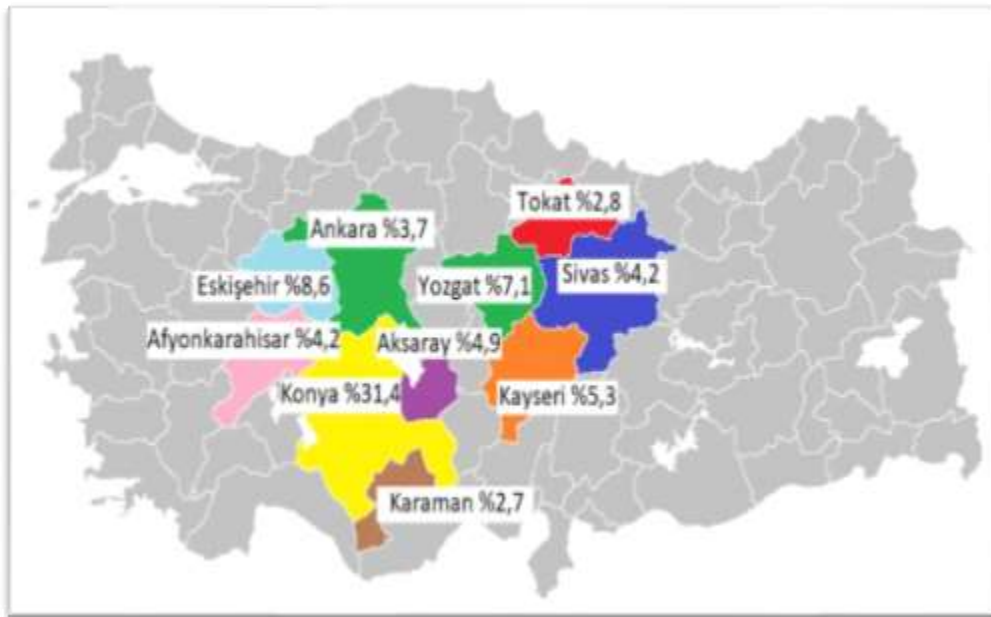 Tokat %2,8
Ankara %3,7
Sivas %4,2
Eskişehir %8,6
Yozgat %7,1
Afyonkarahisar %4,2
Aksaray %4,9
Konya %31,4
Kayseri %5,3
Karaman %2,7